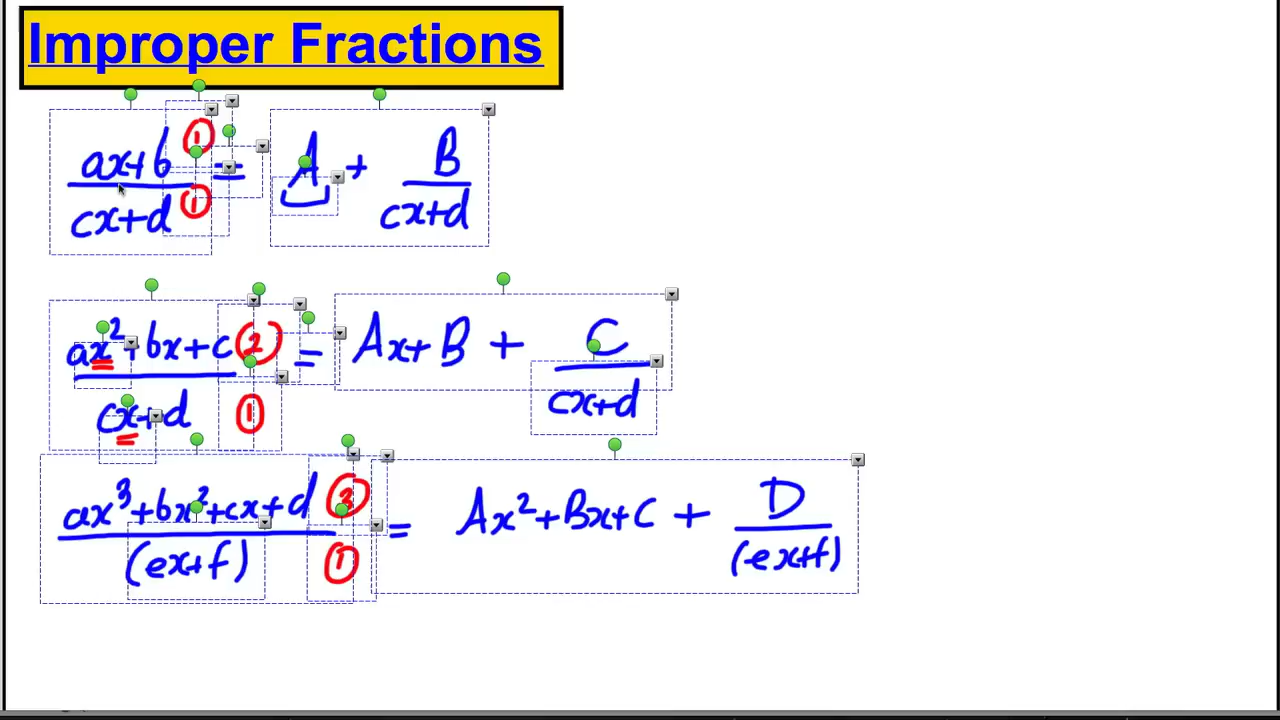 Improper Fractions
(ax+b)/(cx+d) ① ① = A + B/(cx+d)
(ax²+bx+c)/(cx+d) ② ① = Ax+B + C/(cx+d)
(ax³+bx²+cx+d)/(ex+f) ③ ① = Ax²+Bx+C + D/(ex+f)